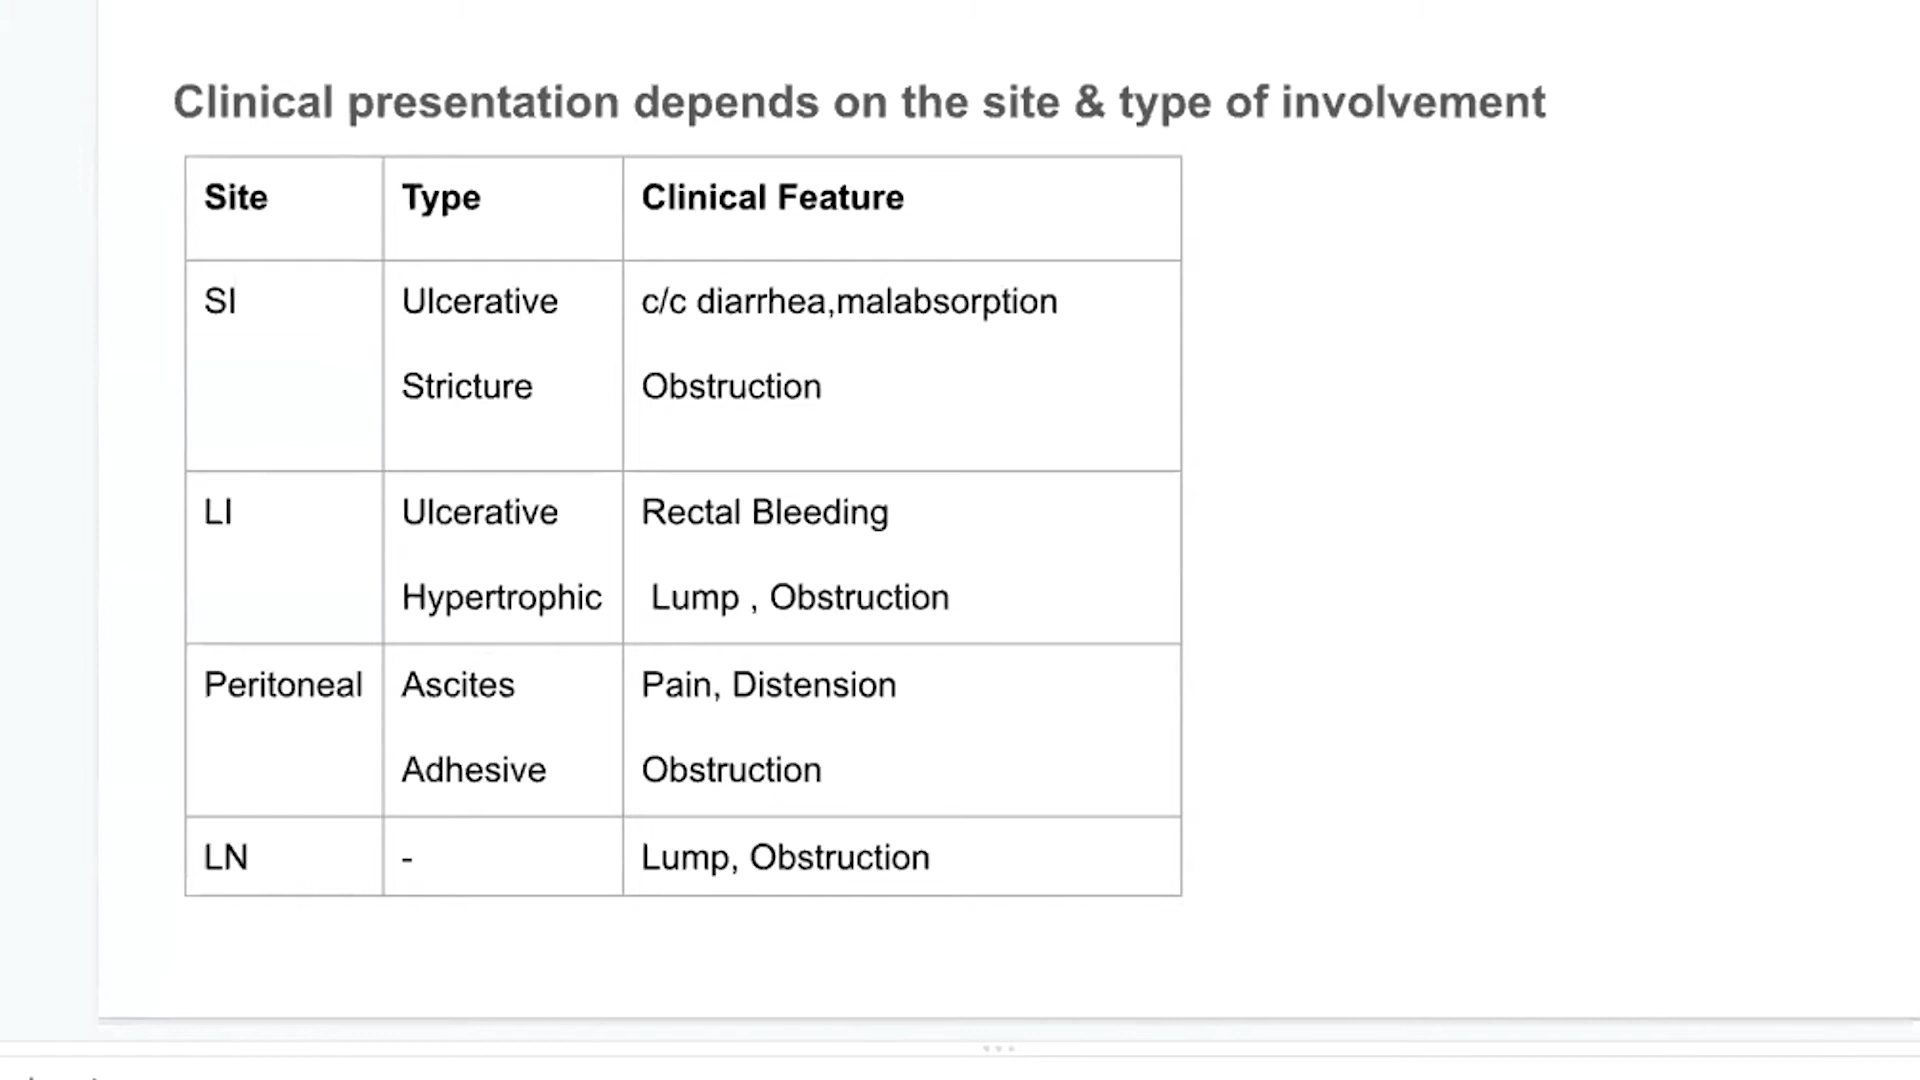 Clinical presentation depends on the site & type of involvement
Site Type Clinical Feature
SI Ulcerative c/c diarrhea,malabsorption
Stricture Obstruction
LI Ulcerative Rectal Bleeding
Hypertrophic Lump , Obstruction
Peritoneal Ascites Pain, Distension
Adhesive Obstruction
LN - Lump, Obstruction